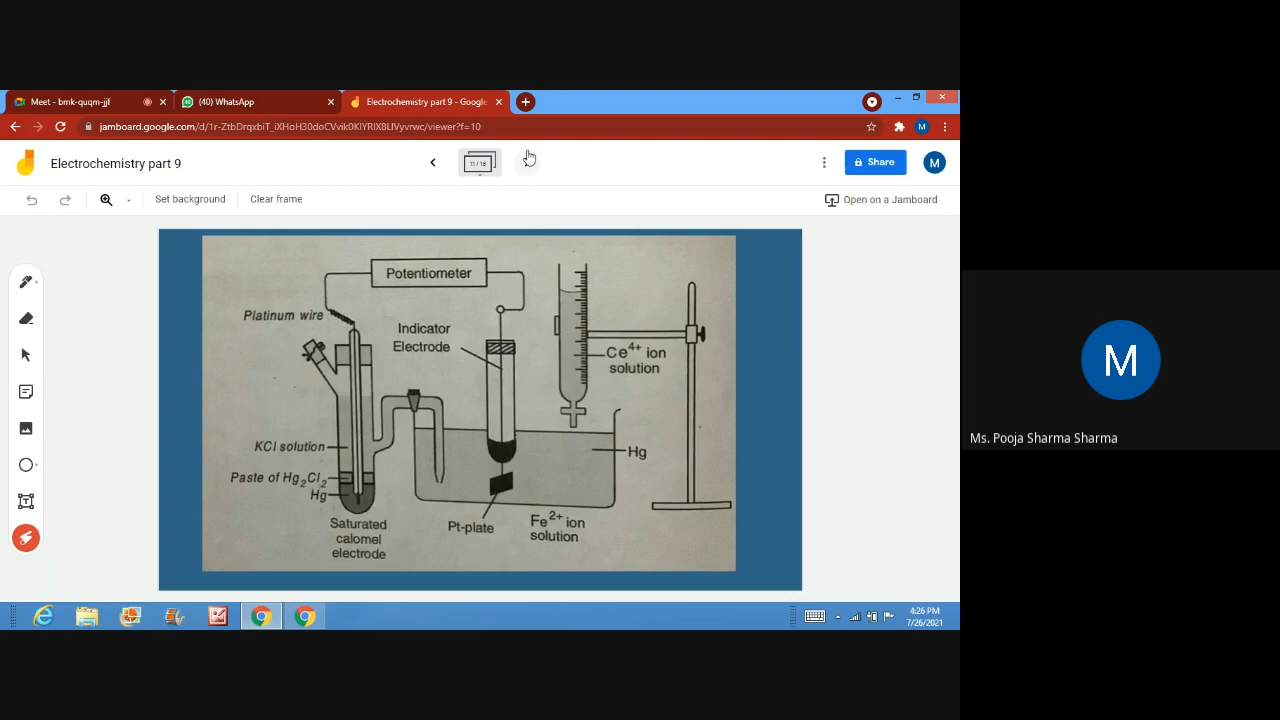 Meet - bmk-quqm-jjf
(40) WhatsApp
Electrochemistry part 9 - Google
jamboard.google.com/d/1r-ZtbDrqxbiT_iXHoH30doCVvik0KlYRlX8LlVyvrwc/viewer?f=10
M
Electrochemistry part 9
11 / 18
Share
M
Set background
Clear frame
Open on a Jamboard
Potentiometer
Platinum wire
Indicator
Electrode
Ce4+ ion
solution
KCl solution
Hg
Paste of Hg2Cl2
Hg
Saturated
calomel
electrode
Pt-plate
Fe2+ ion
solution
4:26 PM
7/26/2021
M
Ms. Pooja Sharma Sharma